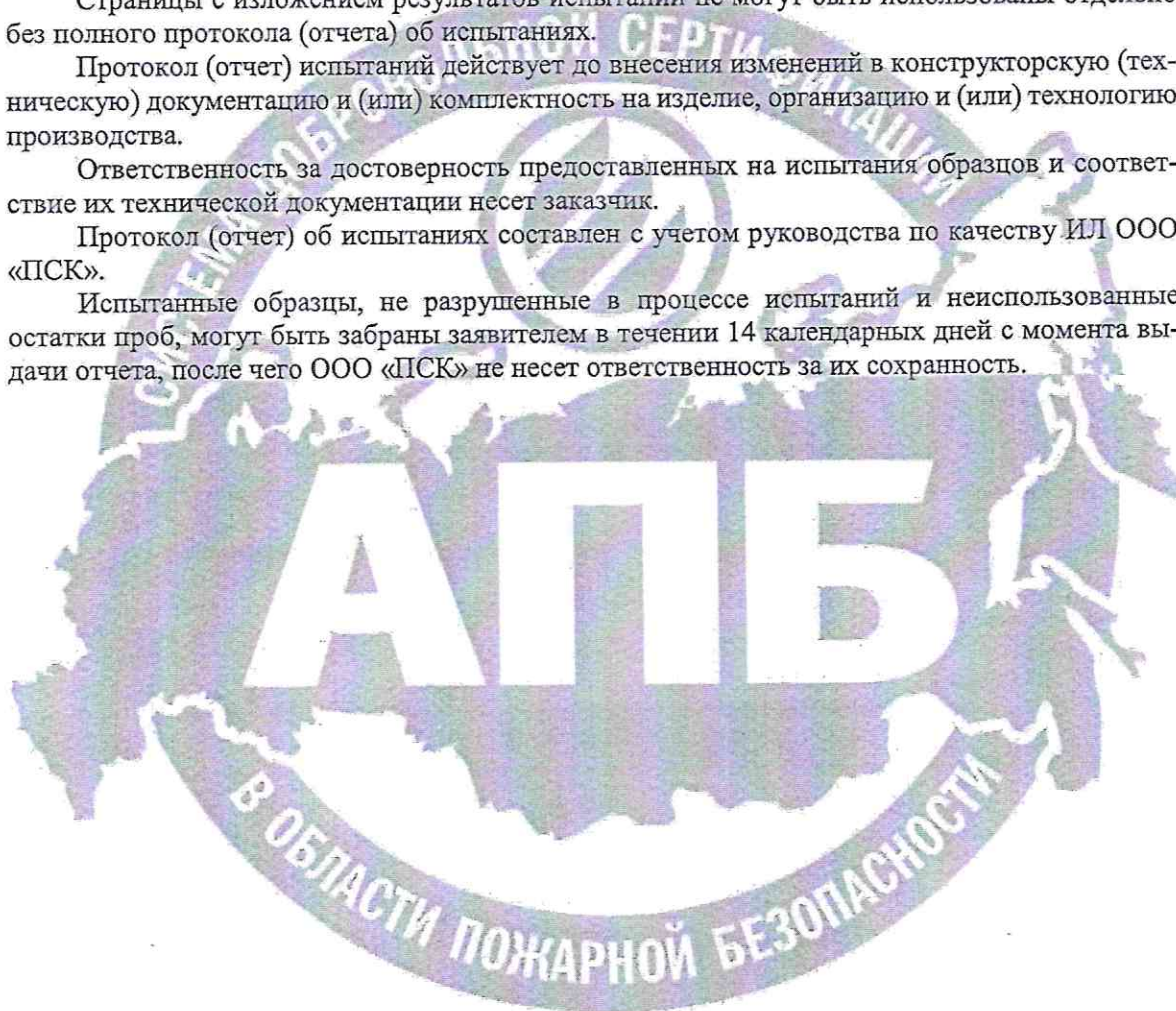 Страницы с изложением результатов испытаний не могут быть использованы отдельно
без полного протокола (отчета) об испытаниях.
Протокол (отчет) испытаний действует до внесения изменений в конструкторскую (тех-
ническую) документацию и (или) комплектность на изделие, организацию и (или) технологию
производства.
Ответственность за достоверность предоставленных на испытания образцов и соответ-
ствие их технической документации несет заказчик.
Протокол (отчет) об испытаниях составлен с учетом руководства по качеству ИЛ ООО
«ПСК».
Испытанные образцы, не разрушенные в процессе испытаний и неиспользованные
остатки проб, могут быть забраны заявителем в течении 14 календарных дней с момента вы-
дачи отчета, после чего ООО «ПСК» не несет ответственность за их сохранность.
СИСТЕМА ДОБРОВОЛЬНОЙ СЕРТИФИКАЦИИ
АПБ
В ОБЛАСТИ ПОЖАРНОЙ БЕЗОПАСНОСТИ